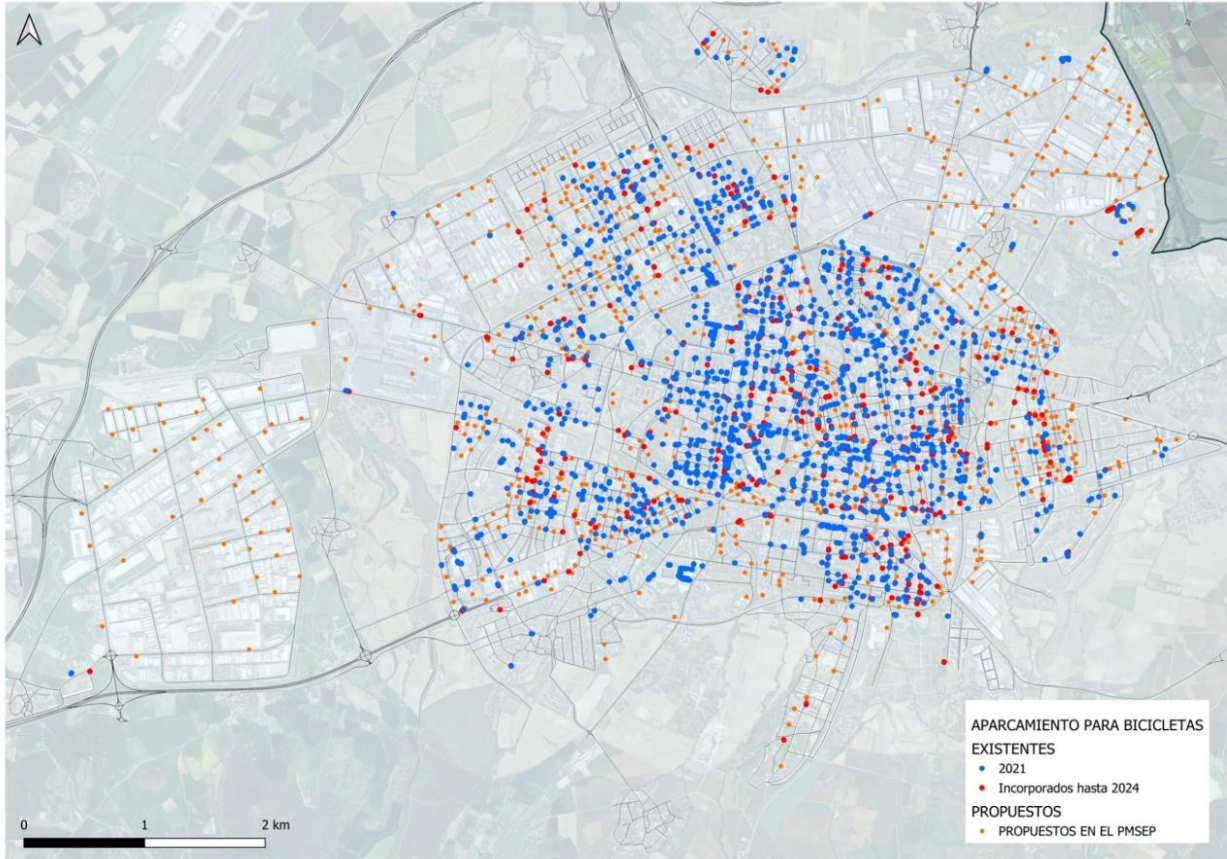 APARCAMIENTO PARA BICICLETAS
EXISTENTES
2021
Incorporados hasta 2024
PROPUESTOS
PROPUESTOS EN EL PMSEP
0 1 2 km